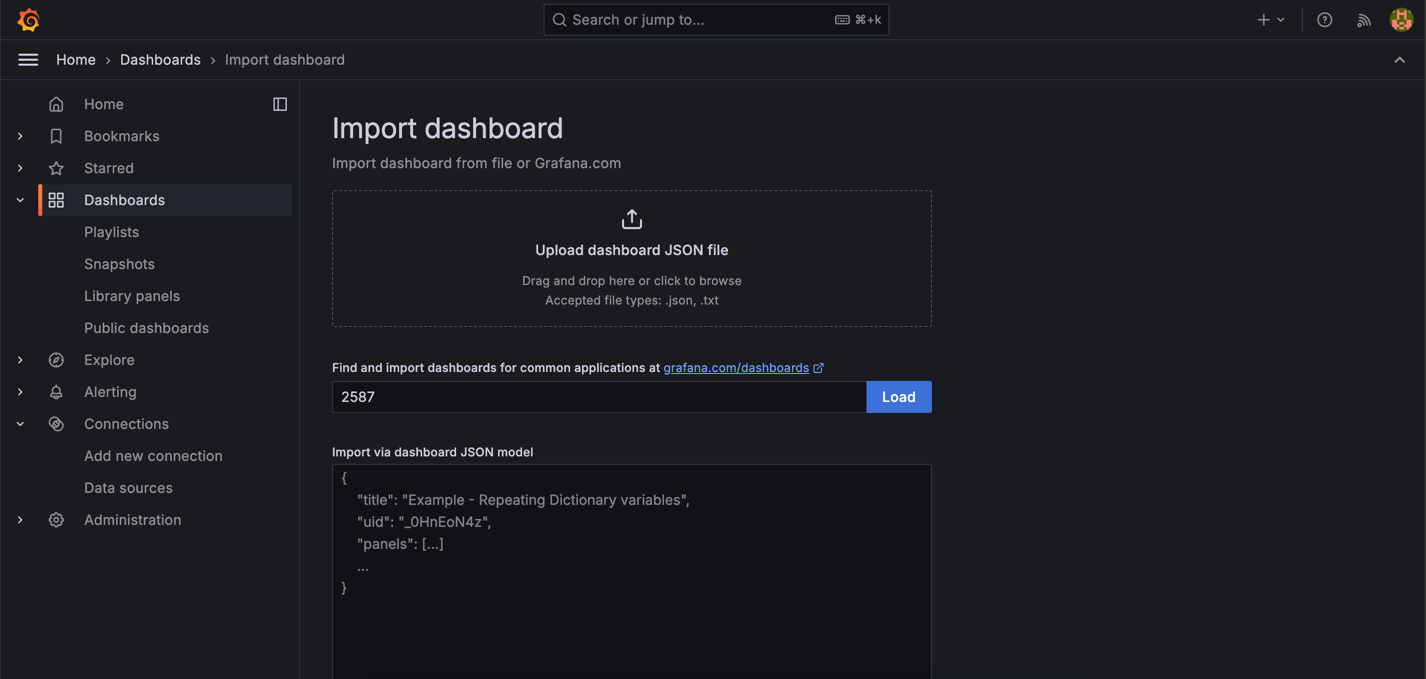 Search or jump to...
⌘+k
Home › Dashboards › Import dashboard
Home
Bookmarks
Starred
Dashboards
Playlists
Snapshots
Library panels
Public dashboards
Explore
Alerting
Connections
Add new connection
Data sources
Administration
Import dashboard
Import dashboard from file or Grafana.com
Upload dashboard JSON file
Drag and drop here or click to browse
Accepted file types: .json, .txt
Find and import dashboards for common applications at grafana.com/dashboards
2587
Load
Import via dashboard JSON model
{
"title": "Example - Repeating Dictionary variables",
"uid": "_0HnEoN4z",
"panels": [...]
...
}